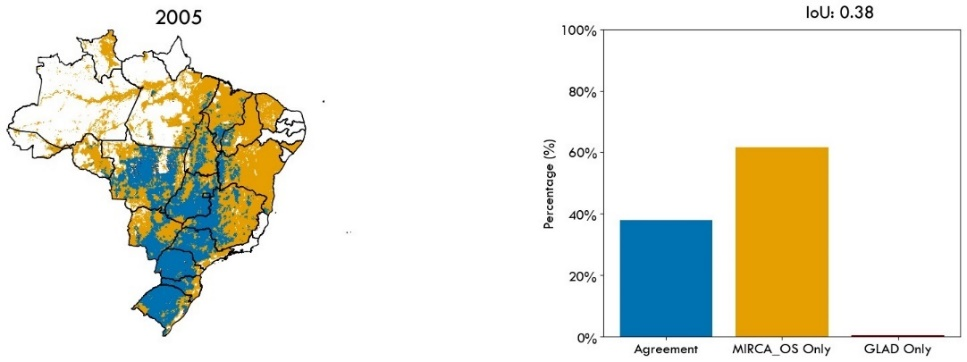 2005
IoU: 0.38
100%
80%
60%
40%
20%
0%
Percentage (%)
Agreement
MIRCA_OS Only
GLAD Only